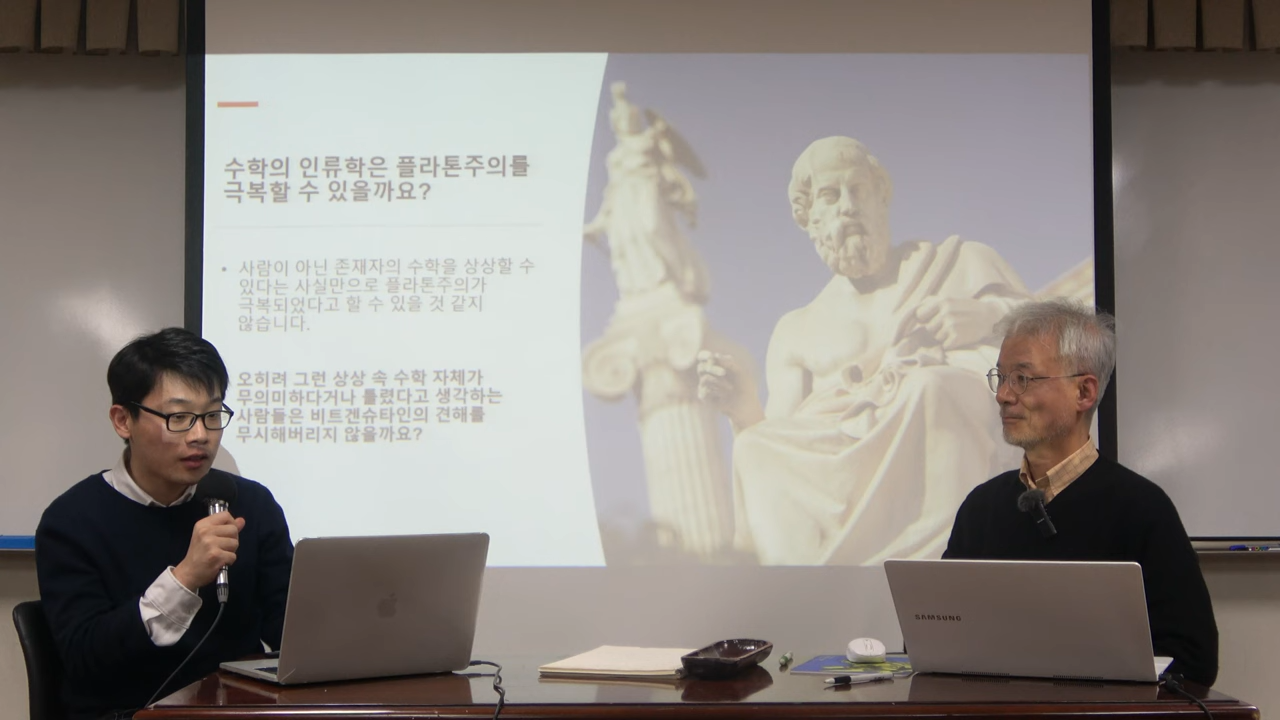 수학의 인류학은 플라톤주의를
극복할 수 있을까요?
• 사람이 아닌 존재자의 수학을 상상할 수
있다는 사실만으로 플라톤주의가
극복되었다고 할 수 있을 것 같지
않습니다.
오히려 그런 상상 속 수학 자체가
무의미하다거나 틀렸다고 생각하는
사람들은 비트겐슈타인의 견해를
무시해버리지 않을까요?
SAMSUNG